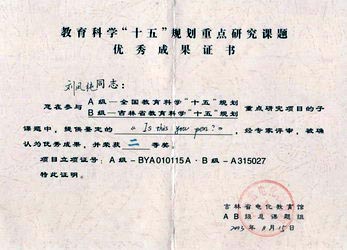 教育科学“十五”规划重点研究课题
优秀成果证书
刘凤艳同志：
您在参与 A级—全国教育科学“十五”规划
B级—吉林省教育科学“十五”规划 重点研究项目的子
课题中，提供鉴定的 “Is this your pen?” ，经专家评审，被确
认为优秀成果，并荣获 二 等奖。
项目立项证号：A级-BYA010115A·B级-A315027
特此证明。
吉林省电化教育馆
AB级总课题组
2003年8月15日